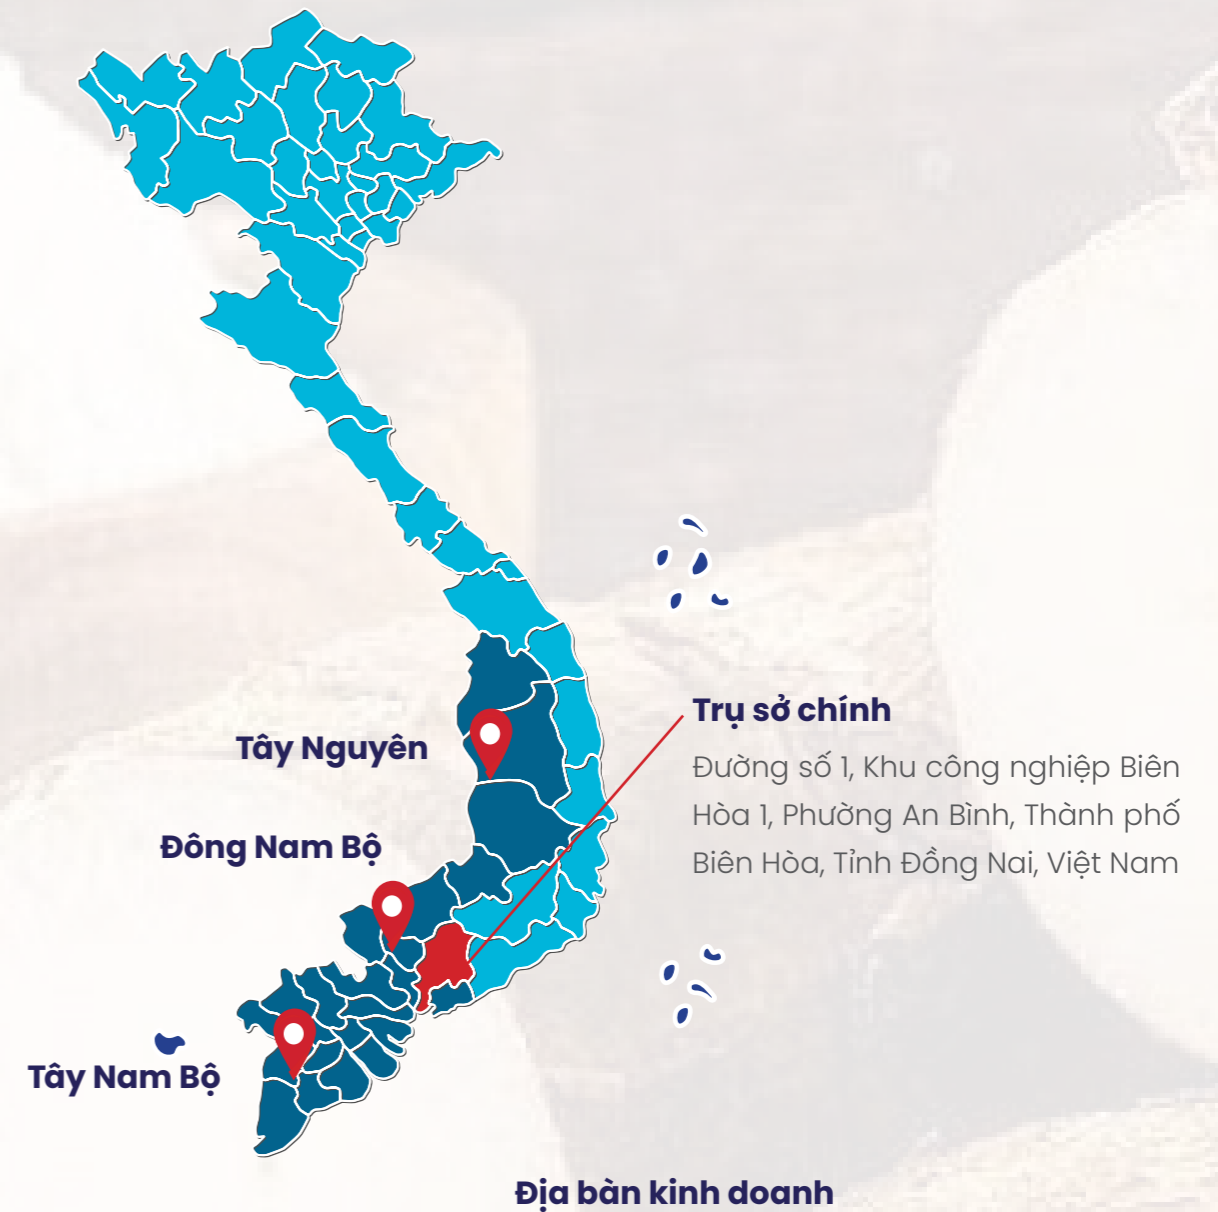 Trụ sở chính
Đường số 1, Khu công nghiệp Biên
Hòa 1, Phường An Bình, Thành phố
Biên Hòa, Tỉnh Đồng Nai, Việt Nam
Tây Nguyên
Đông Nam Bộ
Tây Nam Bộ
Địa bàn kinh doanh